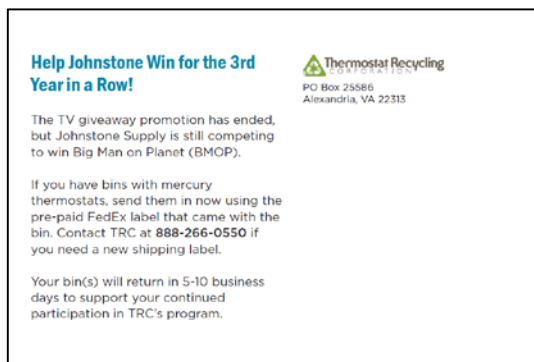 Help Johnstone Win for the 3rd
Year in a Row!
The TV giveaway promotion has ended,
but Johnstone Supply is still competing
to win Big Man on Planet (BMOP).
If you have bins with mercury
thermostats, send them in now using the
pre-paid FedEx label that came with the
bin. Contact TRC at 888-266-0550 if
you need a new shipping label.
Your bin(s) will return in 5-10 business
days to support your continued
participation in TRC's program.
Thermostat Recycling
CORPORATION
PO Box 25586
Alexandria, VA 22313